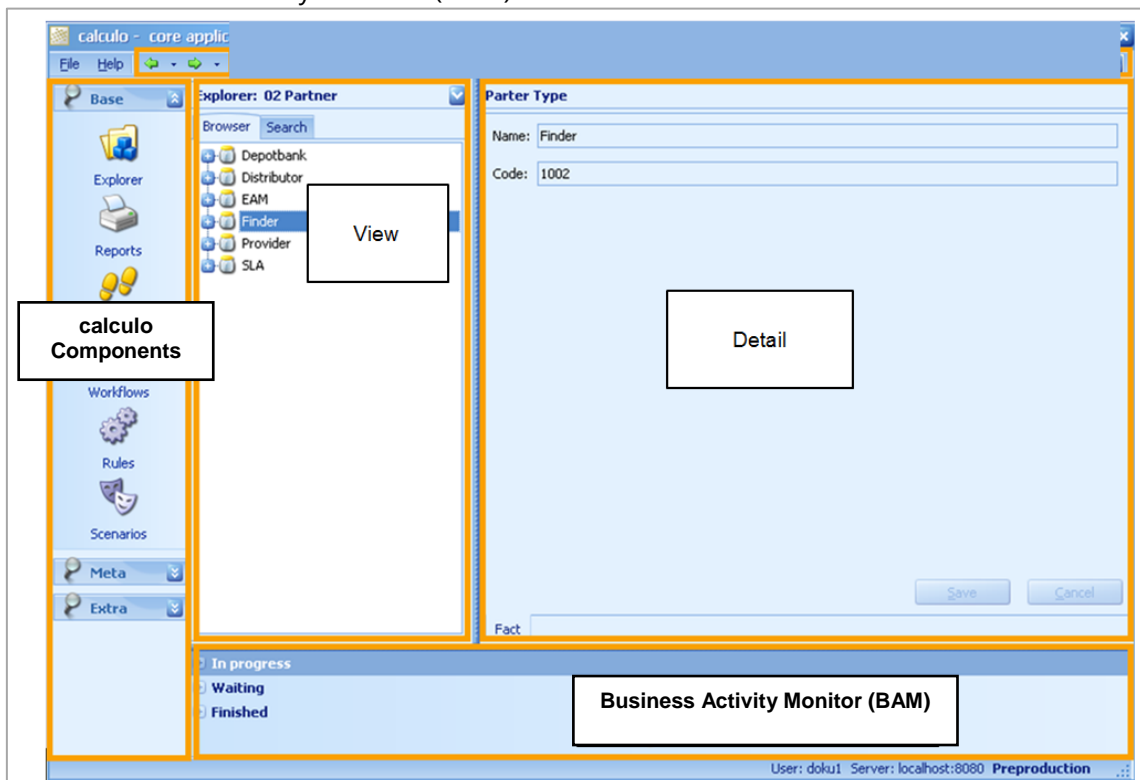 calculo - core applic
File Help
Base
Explorer
Reports
calculo
Components
Workflows
Rules
Scenarios
Meta
Extra
Explorer: 02 Partner
Browser Search
Depotbank
Distributor
EAM
Finder
Provider
SLA
View
Parter Type
Name: Finder
Code: 1002
Detail
Save Cancel
Fact
In progress
Waiting
Finished
Business Activity Monitor (BAM)
User: doku1 Server: localhost:8080 Preproduction